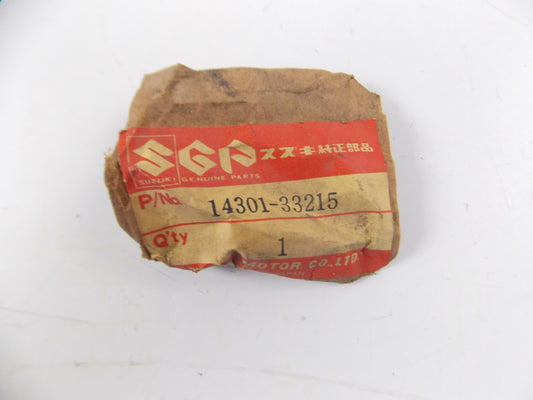 SGP スズキ純正部品
SUZUKI GENUINE PARTS
P/No. 14301-33215
Q'ty 1
MOTOR CO.,LTD.
JAPAN